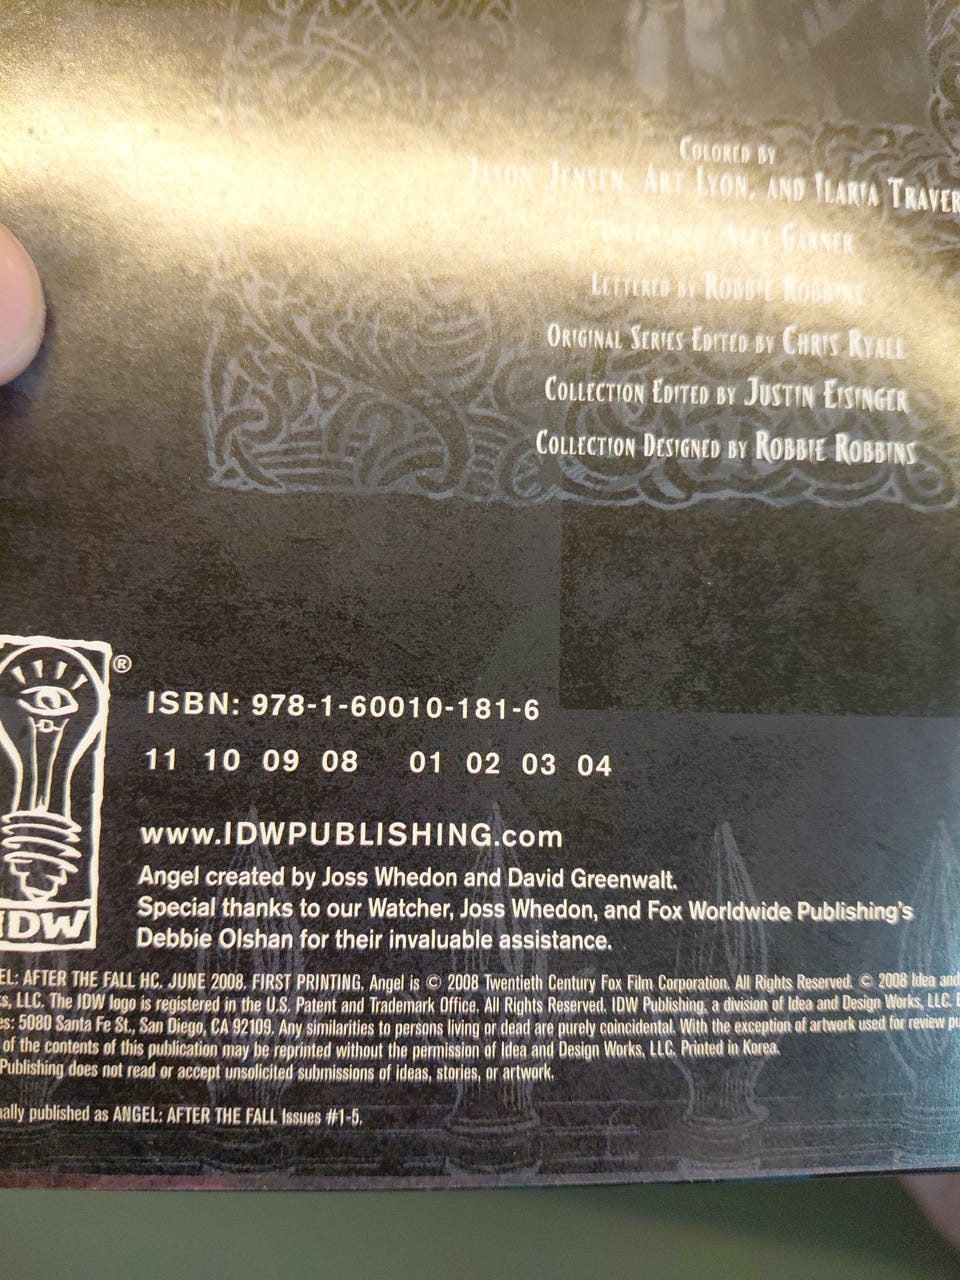 COLORED BY
JASON JENSEN, ART LYON, AND ILARIA TRAVER
ALEX GARNER
LETTERED BY ROBBIE ROBBINS
ORIGINAL SERIES EDITED BY CHRIS RYALL
COLLECTION EDITED BY JUSTIN EISINGER
COLLECTION DESIGNED BY ROBBIE ROBBINS
®
IDW
ISBN: 978-1-60010-181-6
11 10 09 08 01 02 03 04
www.IDWPUBLISHING.com
Angel created by Joss Whedon and David Greenwalt.
Special thanks to our Watcher, Joss Whedon, and Fox Worldwide Publishing's
Debbie Olshan for their invaluable assistance.
EL: AFTER THE FALL HC. JUNE 2008. FIRST PRINTING. Angel is © 2008 Twentieth Century Fox Film Corporation. All Rights Reserved. © 2008 Idea and
s, LLC. The IDW logo is registered in the U.S. Patent and Trademark Office. All Rights Reserved. IDW Publishing, a division of Idea and Design Works, LLC.
es: 5080 Santa Fe St., San Diego, CA 92109. Any similarities to persons living or dead are purely coincidental. With the exception of artwork used for review pu
of the contents of this publication may be reprinted without the permission of Idea and Design Works, LLC. Printed in Korea.
Publishing does not read or accept unsolicited submissions of ideas, stories, or artwork.
nally published as ANGEL: AFTER THE FALL Issues #1-5.